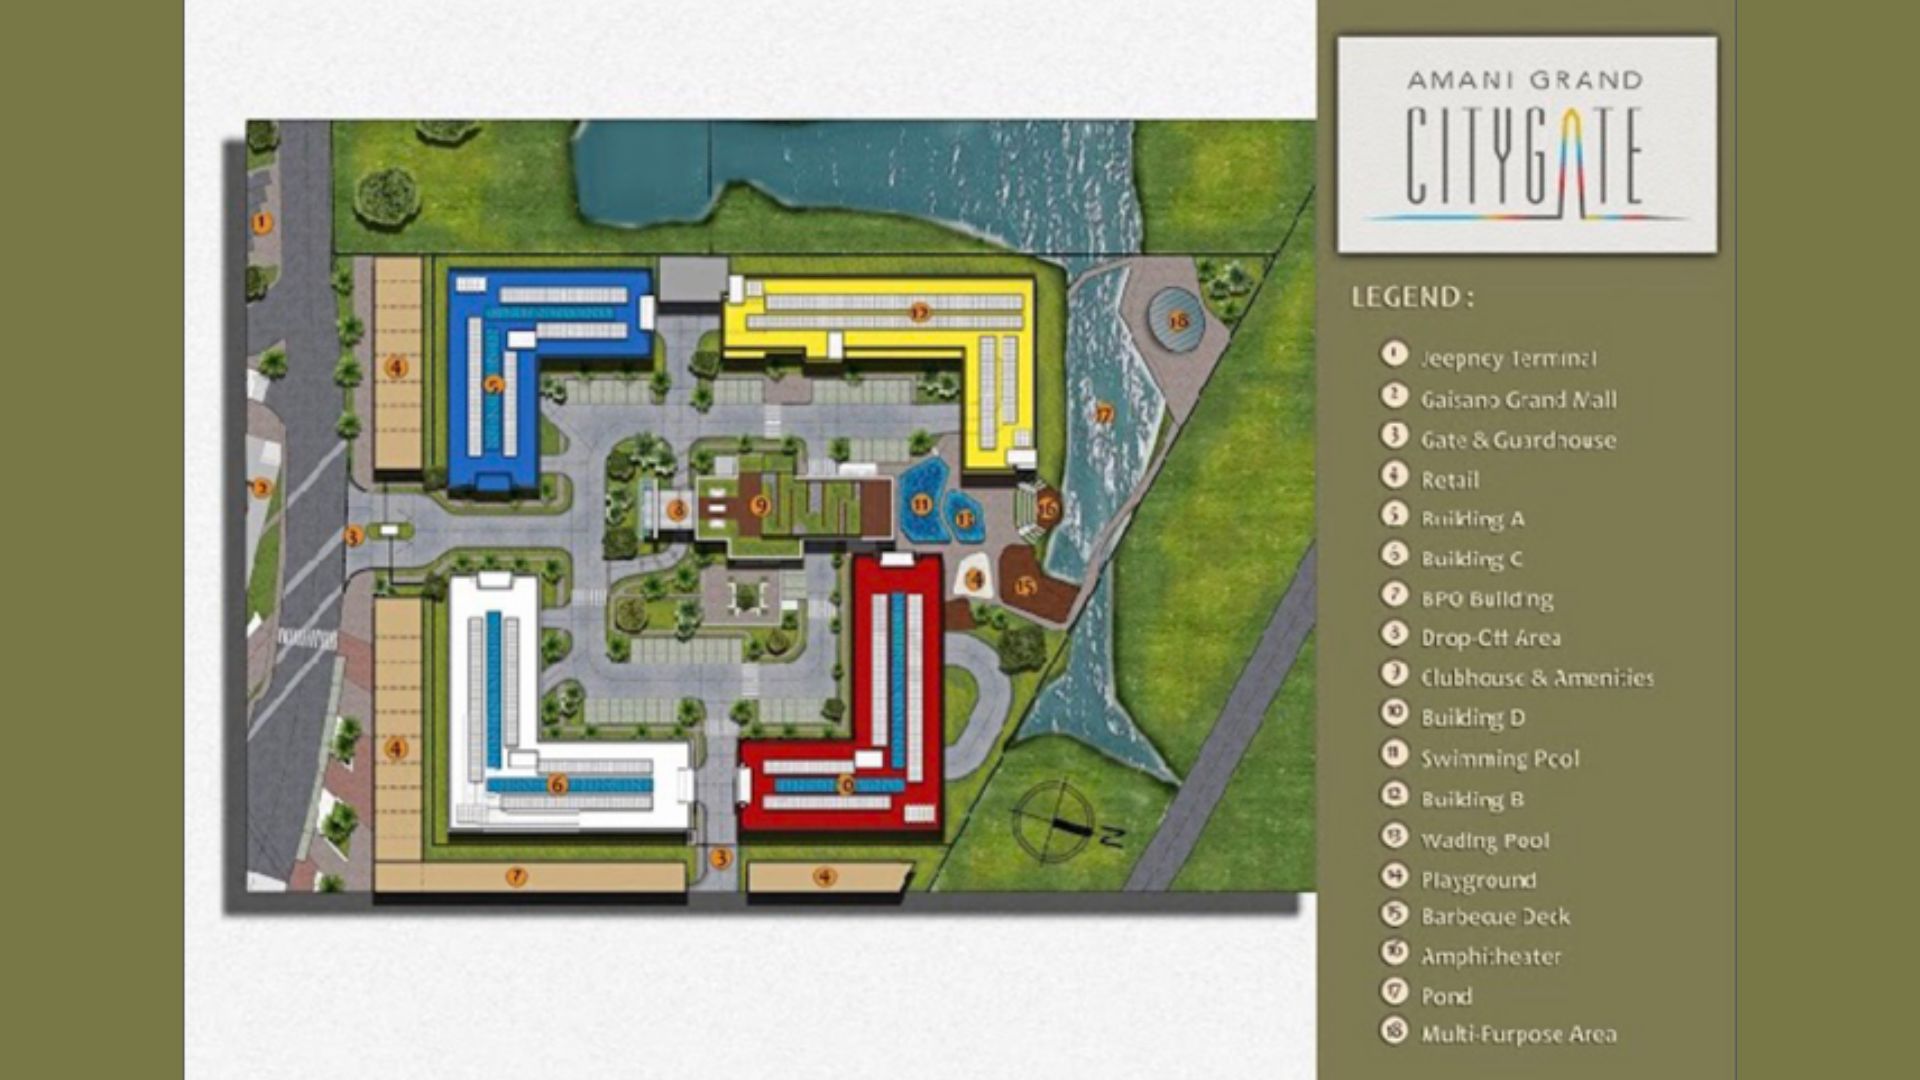 AMANI GRAND
CITYGATE
LEGEND :
1 Jeepney Terminal
2 Gaisano Grand Mall
3 Gate & Guardhouse
4 Retail
5 Building A
6 Building C
7 BPO Building
8 Drop-Off Area
9 Clubhouse & Amenities
10 Building D
11 Swimming Pool
12 Building B
13 Wading Pool
14 Playground
15 Barbecue Deck
16 Amphitheater
17 Pond
18 Multi-Purpose Area
1
12
18
4
5
17
2
8
9
11
13
16
3
14
15
4
6
3
7
4
N